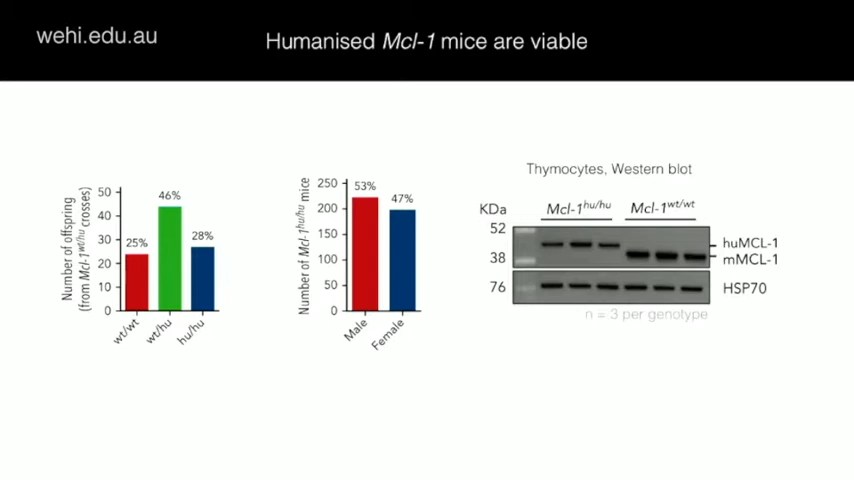 wehi.edu.au
Humanised Mcl-1 mice are viable
Number of offspring
(from Mcl-1wt/hu crosses)
50
40
30
20
10
0
25%
46%
28%
wt/wt
wt/hu
hu/hu
Number of Mcl-1hu/hu mice
250
200
150
100
50
0
53%
47%
Male
Female
Thymocytes, Western blot
KDa
Mcl-1hu/hu
Mcl-1wt/wt
52
38
76
huMCL-1
mMCL-1
HSP70
n = 3 per genotype